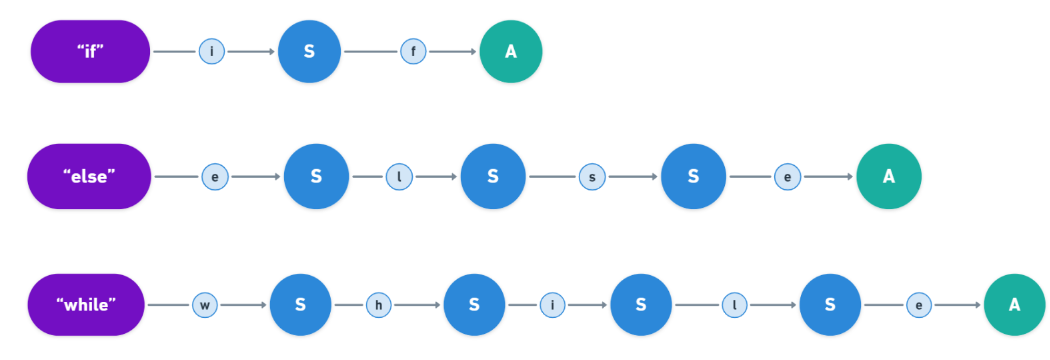 “if” i S f A
“else” e S l S s S e A
“while” w S h S i S l S e A